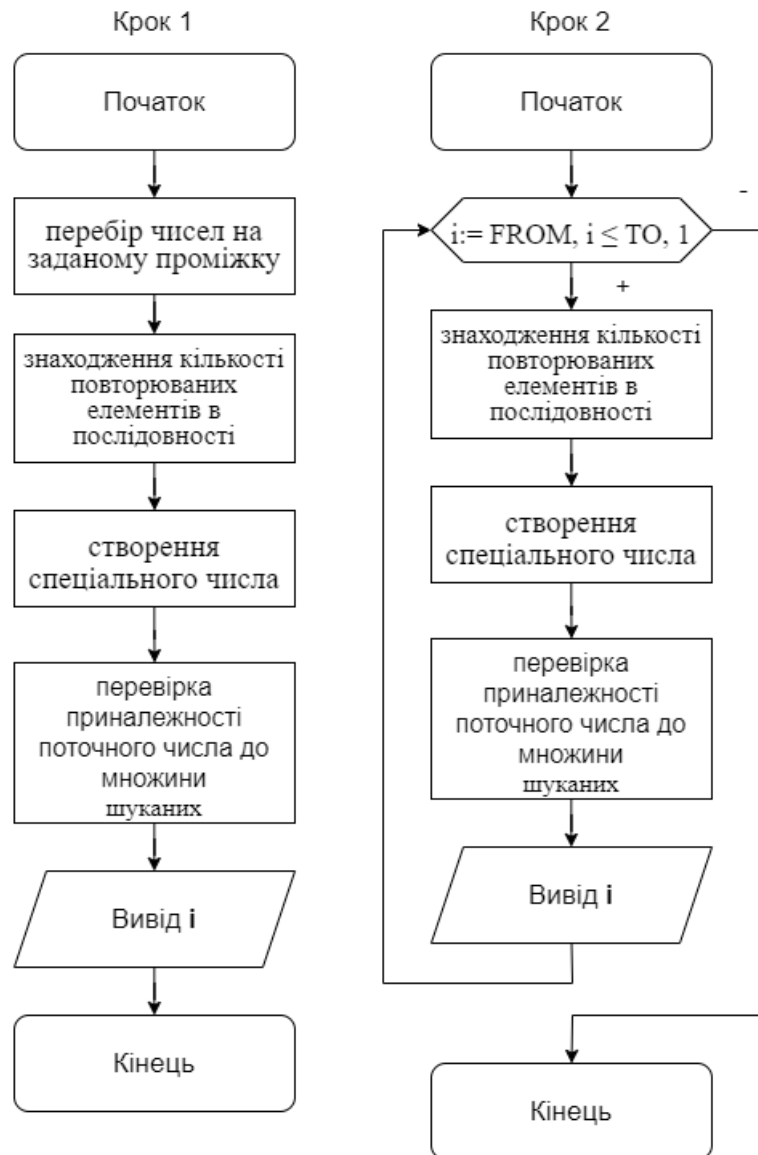 Крок 1
Початок
перебір чисел на
заданому проміжку
знаходження кількості
повторюваних
елементів в
послідовності
створення
спеціального числа
перевірка
приналежності
поточного числа до
множини
шуканих
Вивід i
Кінець
Крок 2
Початок
-
i:= FROM, i ≤ TO, 1
+
знаходження кількості
повторюваних
елементів в
послідовності
створення
спеціального числа
перевірка
приналежності
поточного числа до
множини
шуканих
Вивід i
Кінець